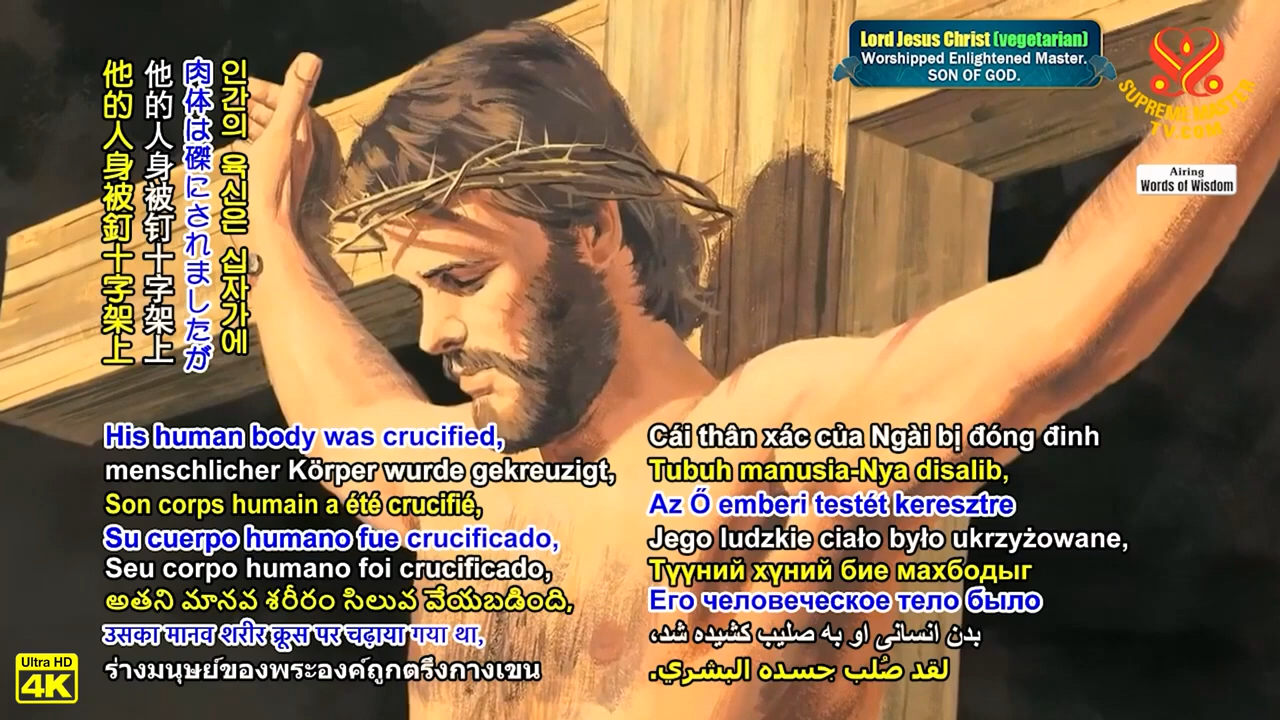 Lord Jesus Christ (vegetarian)
Worshipped Enlightened Master.
SON OF GOD.
SUPREME MASTER
TV.COM
Airing
Words of Wisdom
인간의 육신은 십자가에
肉体は磔にされましたが
他的人身被钉十字架上
他的人身被釘十字架上
His human body was crucified,
menschlicher Körper wurde gekreuzigt,
Son corps humain a été crucifié,
Su cuerpo humano fue crucificado,
Seu corpo humano foi crucificado,
అతని మానవ శరీరం సిలువ వేయబడింది,
उसका मानव शरीर क्रूस पर चढ़ाया गया था,
ร่างมนุษย์ของพระองค์ถูกตรึงกางเขน
Cái thân xác của Ngài bị đóng đinh
Tubuh manusia-Nya disalib,
Az Ő emberi testét keresztre
Jego ludzkie ciało było ukrzyżowane,
Түүний хүний бие махбодыг
Его человеческое тело было
بدن انسانی او به صلیب کشیده شد،
لقد صُلب جسده البشري.
Ultra HD
4K